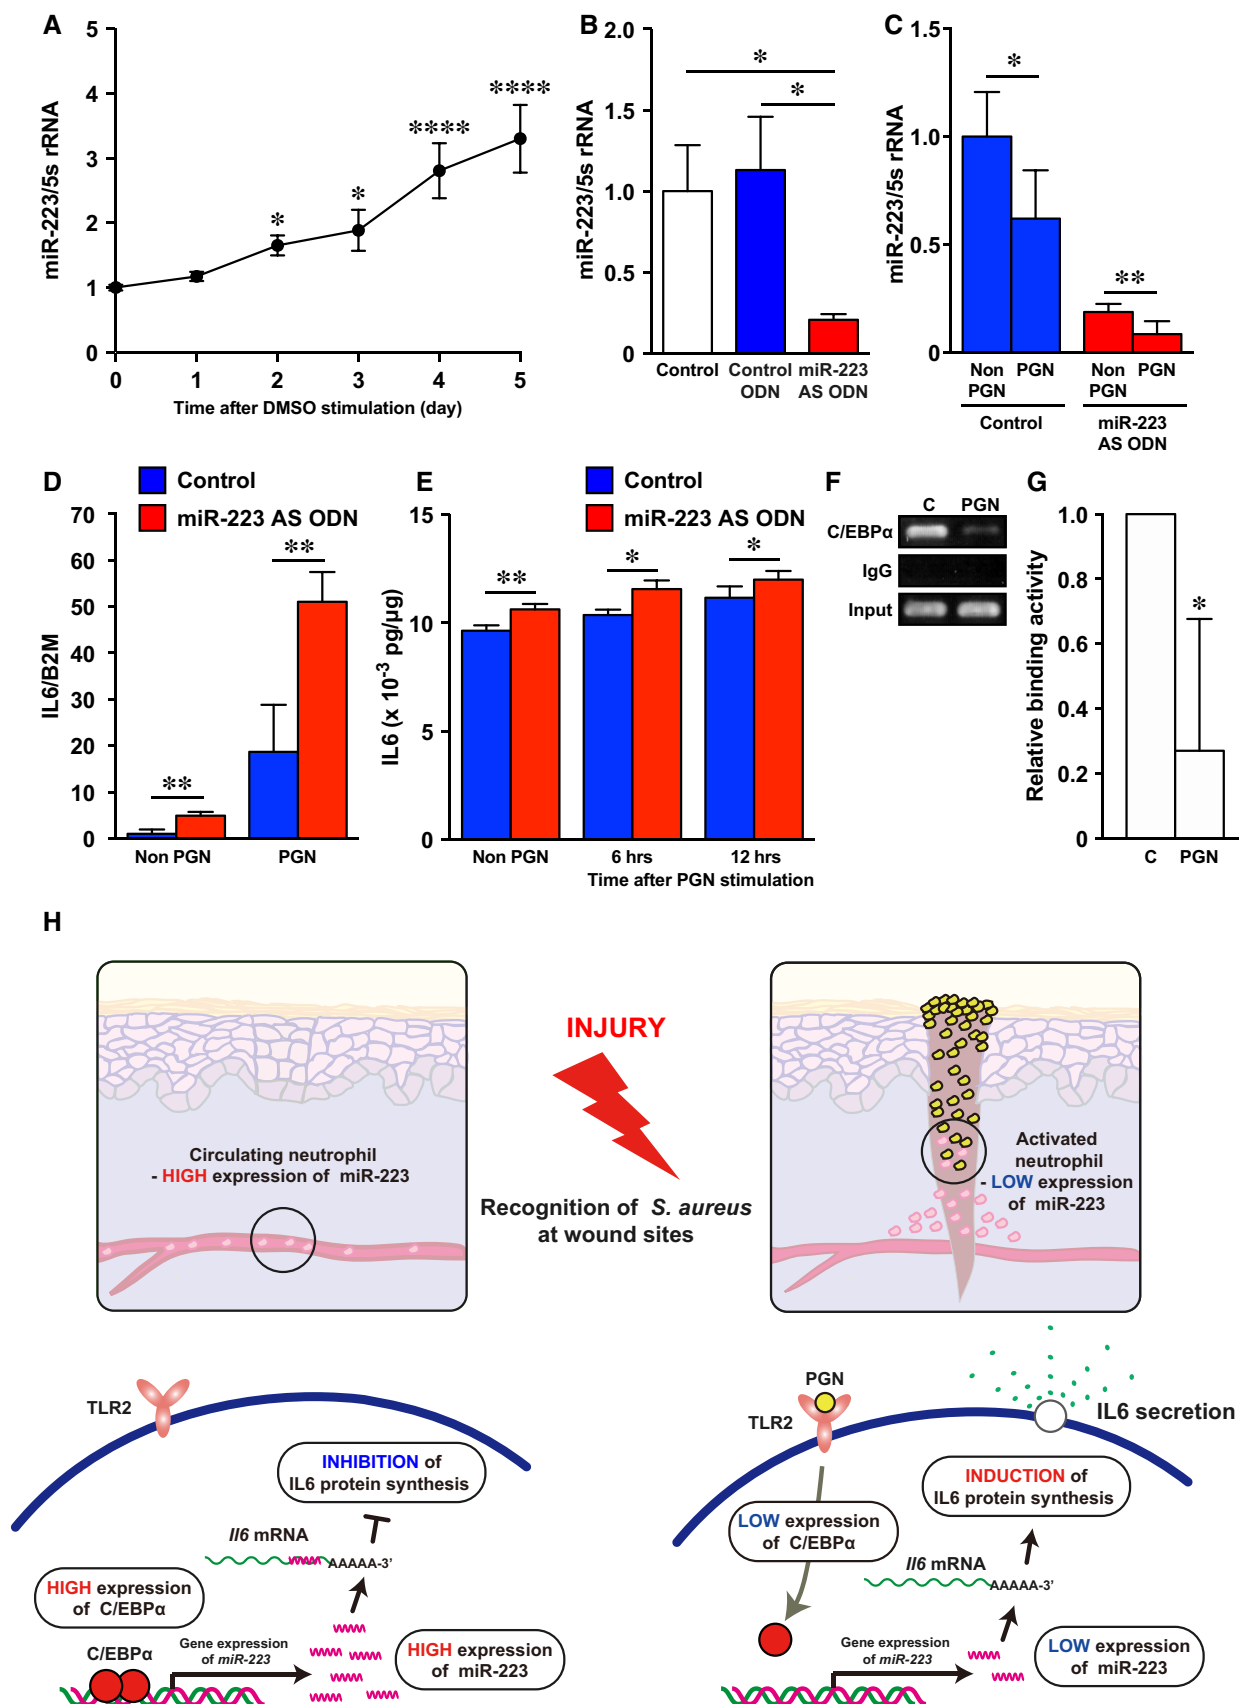 A
5
4
3
2
1
0
miR-223/5s rRNA
*
*
****
****
0 1 2 3 4 5
Time after DMSO stimulation (day)
B
2.0
1.5
1.0
0.5
0
miR-223/5s rRNA
*
*
Control
Control
ODN
miR-223
AS ODN
C
1.5
1.0
0.5
0
miR-223/5s rRNA
*
**
Non
PGN
PGN
Non
PGN
PGN
Control
miR-223
AS ODN
D
Control
miR-223 AS ODN
70
60
50
40
30
20
10
0
IL6/B2M
**
**
Non PGN
PGN
E
Control
miR-223 AS ODN
15
10
5
0
IL6 (x 10⁻³ pg/μg)
**
*
*
Non PGN
6 hrs
12 hrs
Time after PGN stimulation
F
C PGN
C/EBPα
IgG
Input
G
1.0
0.8
0.6
0.4
0.2
0
Relative binding activity
*
C PGN
H
Circulating neutrophil
- HIGH expression of miR-223
INJURY
Recognition of S. aureus
at wound sites
Activated
neutrophil
- LOW expression
of miR-223
TLR2
INHIBITION of
IL6 protein synthesis
Il6 mRNA
AAAAA-3'
HIGH expression
of C/EBPα
C/EBPα
Gene expression
of miR-223
HIGH expression
of miR-223
PGN
TLR2
IL6 secretion
INDUCTION of
IL6 protein synthesis
LOW expression
of C/EBPα
Il6 mRNA
AAAAA-3'
Gene expression
of miR-223
LOW expression
of miR-223